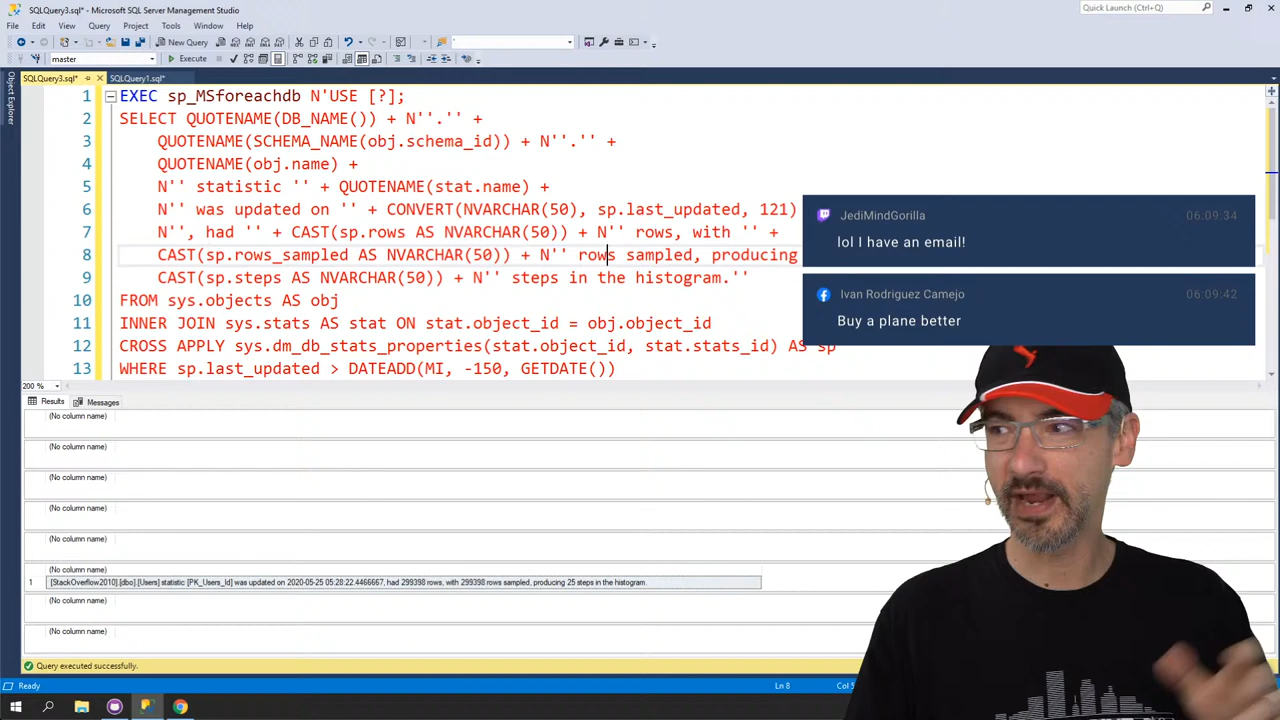 SQLQuery3.sql* - Microsoft SQL Server Management Studio
Quick Launch (Ctrl+Q)
File Edit View Query Project Tools Window Help
New Query
master
Execute
SQLQuery3.sql*
SQLQuery1.sql*
Object Explorer
1 EXEC sp_MSforeachdb N'USE [?];
2 SELECT QUOTENAME(DB_NAME()) + N''.'' +
3 QUOTENAME(SCHEMA_NAME(obj.schema_id)) + N''.'' +
4 QUOTENAME(obj.name) +
5 N'' statistic '' + QUOTENAME(stat.name) +
6 N'' was updated on '' + CONVERT(NVARCHAR(50), sp.last_updated, 121)
7 N'', had '' + CAST(sp.rows AS NVARCHAR(50)) + N'' rows, with '' +
8 CAST(sp.rows_sampled AS NVARCHAR(50)) + N'' rows sampled, producing
9 CAST(sp.steps AS NVARCHAR(50)) + N'' steps in the histogram.''
10 FROM sys.objects AS obj
11 INNER JOIN sys.stats AS stat ON stat.object_id = obj.object_id
12 CROSS APPLY sys.dm_db_stats_properties(stat.object_id, stat.stats_id) AS sp
13 WHERE sp.last_updated > DATEADD(MI, -150, GETDATE())
JediMindGorilla 06:09:34
lol I have an email!
Ivan Rodriguez Camejo 06:09:42
Buy a plane better
200 %
Results Messages
(No column name)
(No column name)
(No column name)
(No column name)
(No column name)
(No column name)
1 [StackOverflow2010].[dbo].[Users] statistic [PK_Users_Id] was updated on 2020-05-25 05:28:22.4466667, had 299398 rows, with 299398 rows sampled, producing 25 steps in the histogram.
(No column name)
(No column name)
Query executed successfully.
Ready
Ln 8